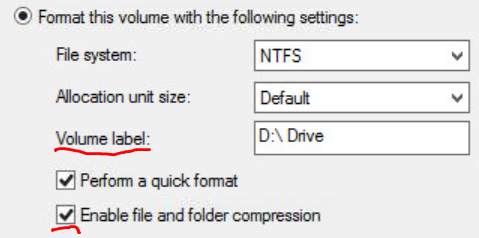 Format this volume with the following settings:
File system: NTFS
Allocation unit size: Default
Volume label: D:\ Drive
Perform a quick format
Enable file and folder compression